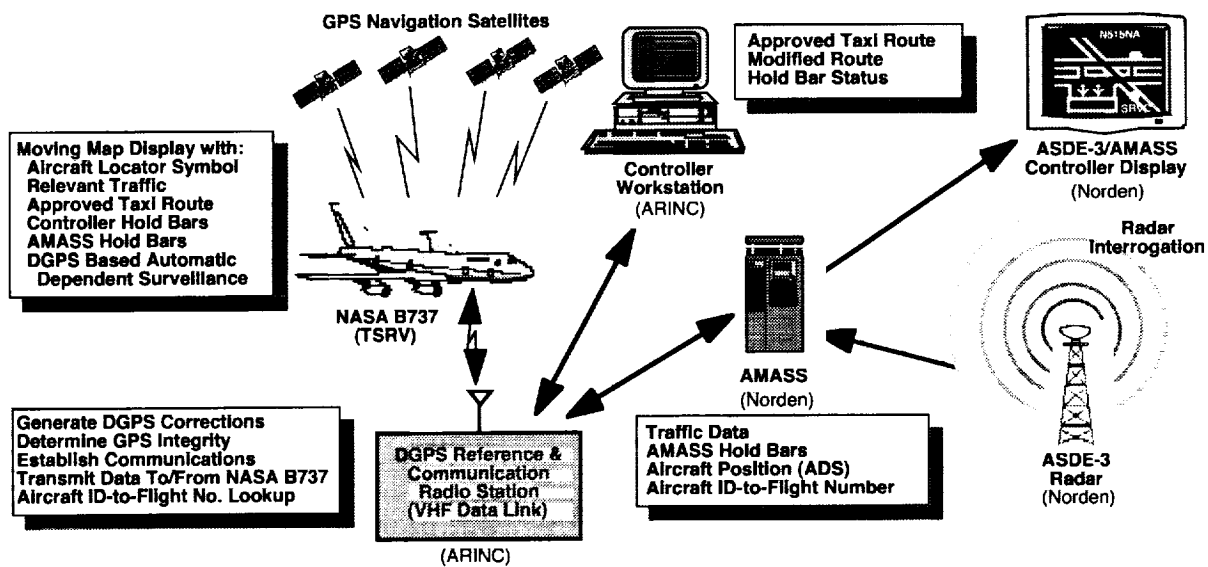 GPS Navigation Satellites
Approved Taxi Route
Modified Route
Hold Bar Status
N515NA
SRVC
ASDE-3/AMASS
Controller Display
(Norden)
Controller
Workstation
(ARINC)
Moving Map Display with:
Aircraft Locator Symbol
Relevant Traffic
Approved Taxi Route
Controller Hold Bars
AMASS Hold Bars
DGPS Based Automatic
Dependent Surveillance
NASA B737
(TSRV)
Radar
Interrogation
AMASS
(Norden)
ASDE-3
Radar
(Norden)
Generate DGPS Corrections
Determine GPS Integrity
Establish Communications
Transmit Data To/From NASA B737
Aircraft ID-to-Flight No. Lookup
DGPS Reference &
Communication
Radio Station
(VHF Data Link)
(ARINC)
Traffic Data
AMASS Hold Bars
Aircraft Position (ADS)
Aircraft ID-to-Flight Number